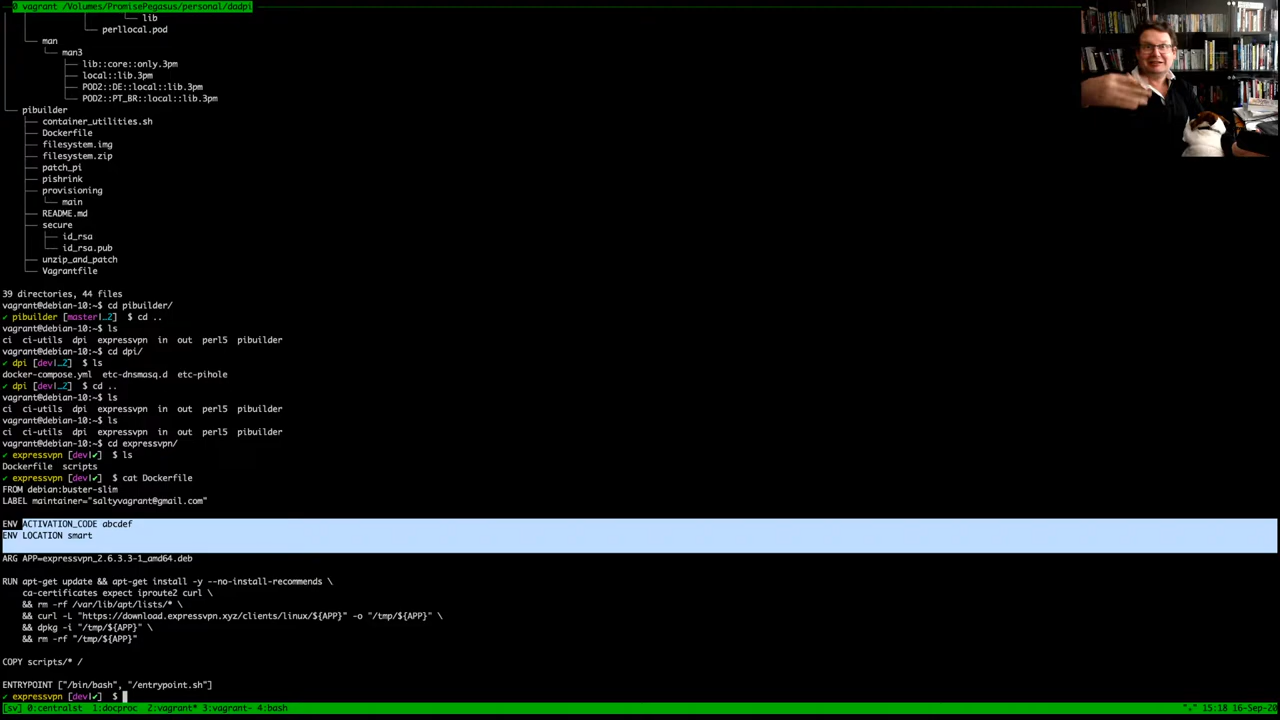 0 vagrant /Volumes/PromisePegasus/personal/dadpi
│ └── lib
└── perllocal.pod
└── man
└── man3
├── lib::core::only.3pm
├── local::lib.3pm
├── POD2::DE::local::lib.3pm
└── POD2::PT_BR::local::lib.3pm
└── pibuilder
├── container_utilities.sh
├── Dockerfile
├── filesystem.img
├── filesystem.zip
├── patch_pi
├── pishrink
├── provisioning
│ └── main
├── README.md
├── secure
│ ├── id_rsa
│ └── id_rsa.pub
├── unzip_and_patch
└── Vagrantfile
39 directories, 44 files
vagrant@debian-10:~$ cd pibuilder/
✔ pibuilder [master|…2] $ cd ..
vagrant@debian-10:~$ ls
ci ci-utils dpi expressvpn in out perl5 pibuilder
vagrant@debian-10:~$ cd dpi/
✔ dpi [dev|…2] $ ls
docker-compose.yml etc-dnsmasq.d etc-pihole
✔ dpi [dev|…2] $ cd ..
vagrant@debian-10:~$ ls
ci ci-utils dpi expressvpn in out perl5 pibuilder
vagrant@debian-10:~$ ls
ci ci-utils dpi expressvpn in out perl5 pibuilder
vagrant@debian-10:~$ cd expressvpn/
✔ expressvpn [dev|✔] $ ls
Dockerfile scripts
✔ expressvpn [dev|✔] $ cat Dockerfile
FROM debian:buster-slim
LABEL maintainer="saltyvagrant@gmail.com"
ENV ACTIVATION_CODE abcdef
ENV LOCATION smart
ARG APP=expressvpn_2.6.3.3-1_amd64.deb
RUN apt-get update && apt-get install -y --no-install-recommends \
ca-certificates expect iproute2 curl \
&& rm -rf /var/lib/apt/lists/* \
&& curl -L "https://download.expressvpn.xyz/clients/linux/${APP}" -o "/tmp/${APP}" \
&& dpkg -i "/tmp/${APP}" \
&& rm -rf "/tmp/${APP}"
COPY scripts/* /
ENTRYPOINT ["/bin/bash", "/entrypoint.sh"]
✔ expressvpn [dev|✔] $
[sv] 0:centralst 1:docproc 2:vagrant* 3:vagrant- 4:bash 15:18 16-Sep-20